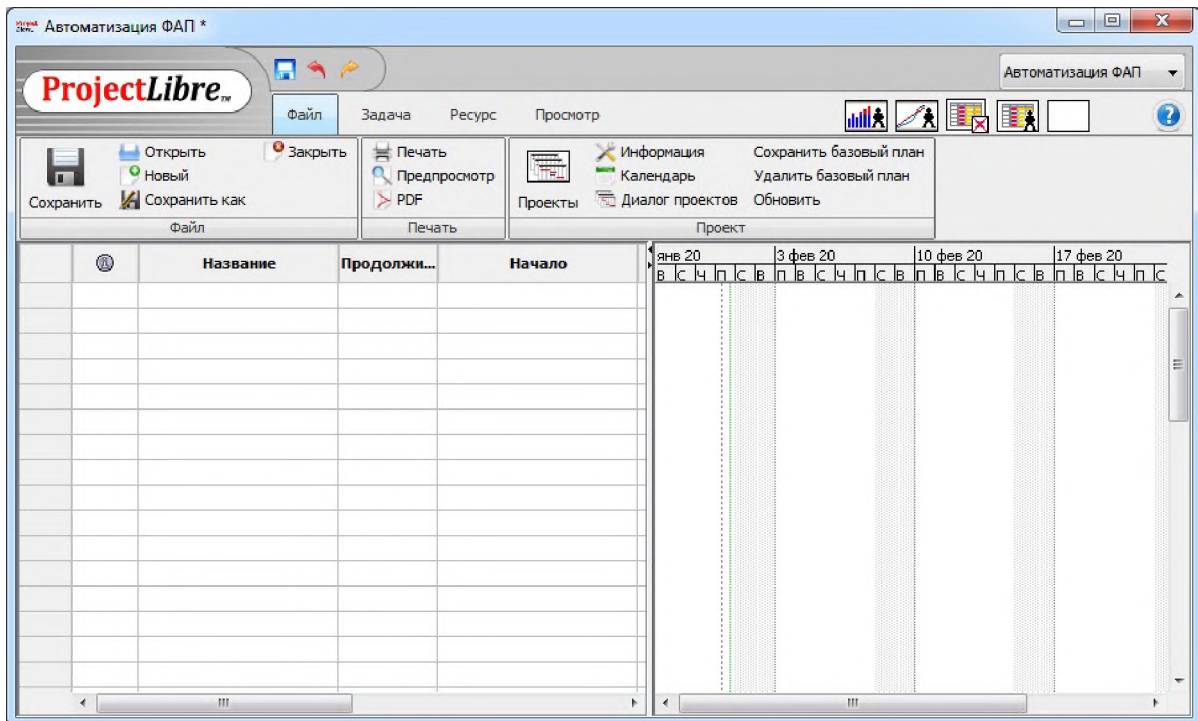 Автоматизация ФАП *
ProjectLibre™
Автоматизация ФАП
Файл Задача Ресурс Просмотр
Сохранить
Открыть
Новый
Сохранить как
Закрыть
Файл
Печать
Предпросмотр
PDF
Печать
Проекты
Информация
Календарь
Диалог проектов
Сохранить базовый план
Удалить базовый план
Обновить
Проект
Название Продолжи... Начало
янв 20 3 фев 20 10 фев 20 17 фев 20
В С Ч П С В П В С Ч П С В П В С Ч П С В П В С Ч П С